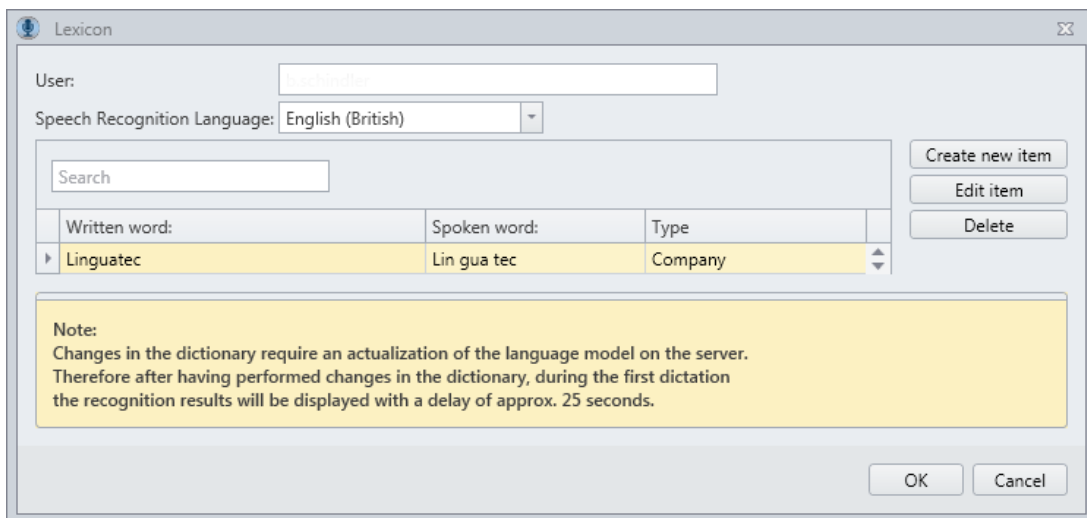 Lexicon
User: b.schindler
Speech Recognition Language: English (British)
Create new item
Search
Edit item
Written word: Spoken word: Type
Delete
Linguatec Lin gua tec Company
Note:
Changes in the dictionary require an actualization of the language model on the server.
Therefore after having performed changes in the dictionary, during the first dictation
the recognition results will be displayed with a delay of approx. 25 seconds.
OK Cancel